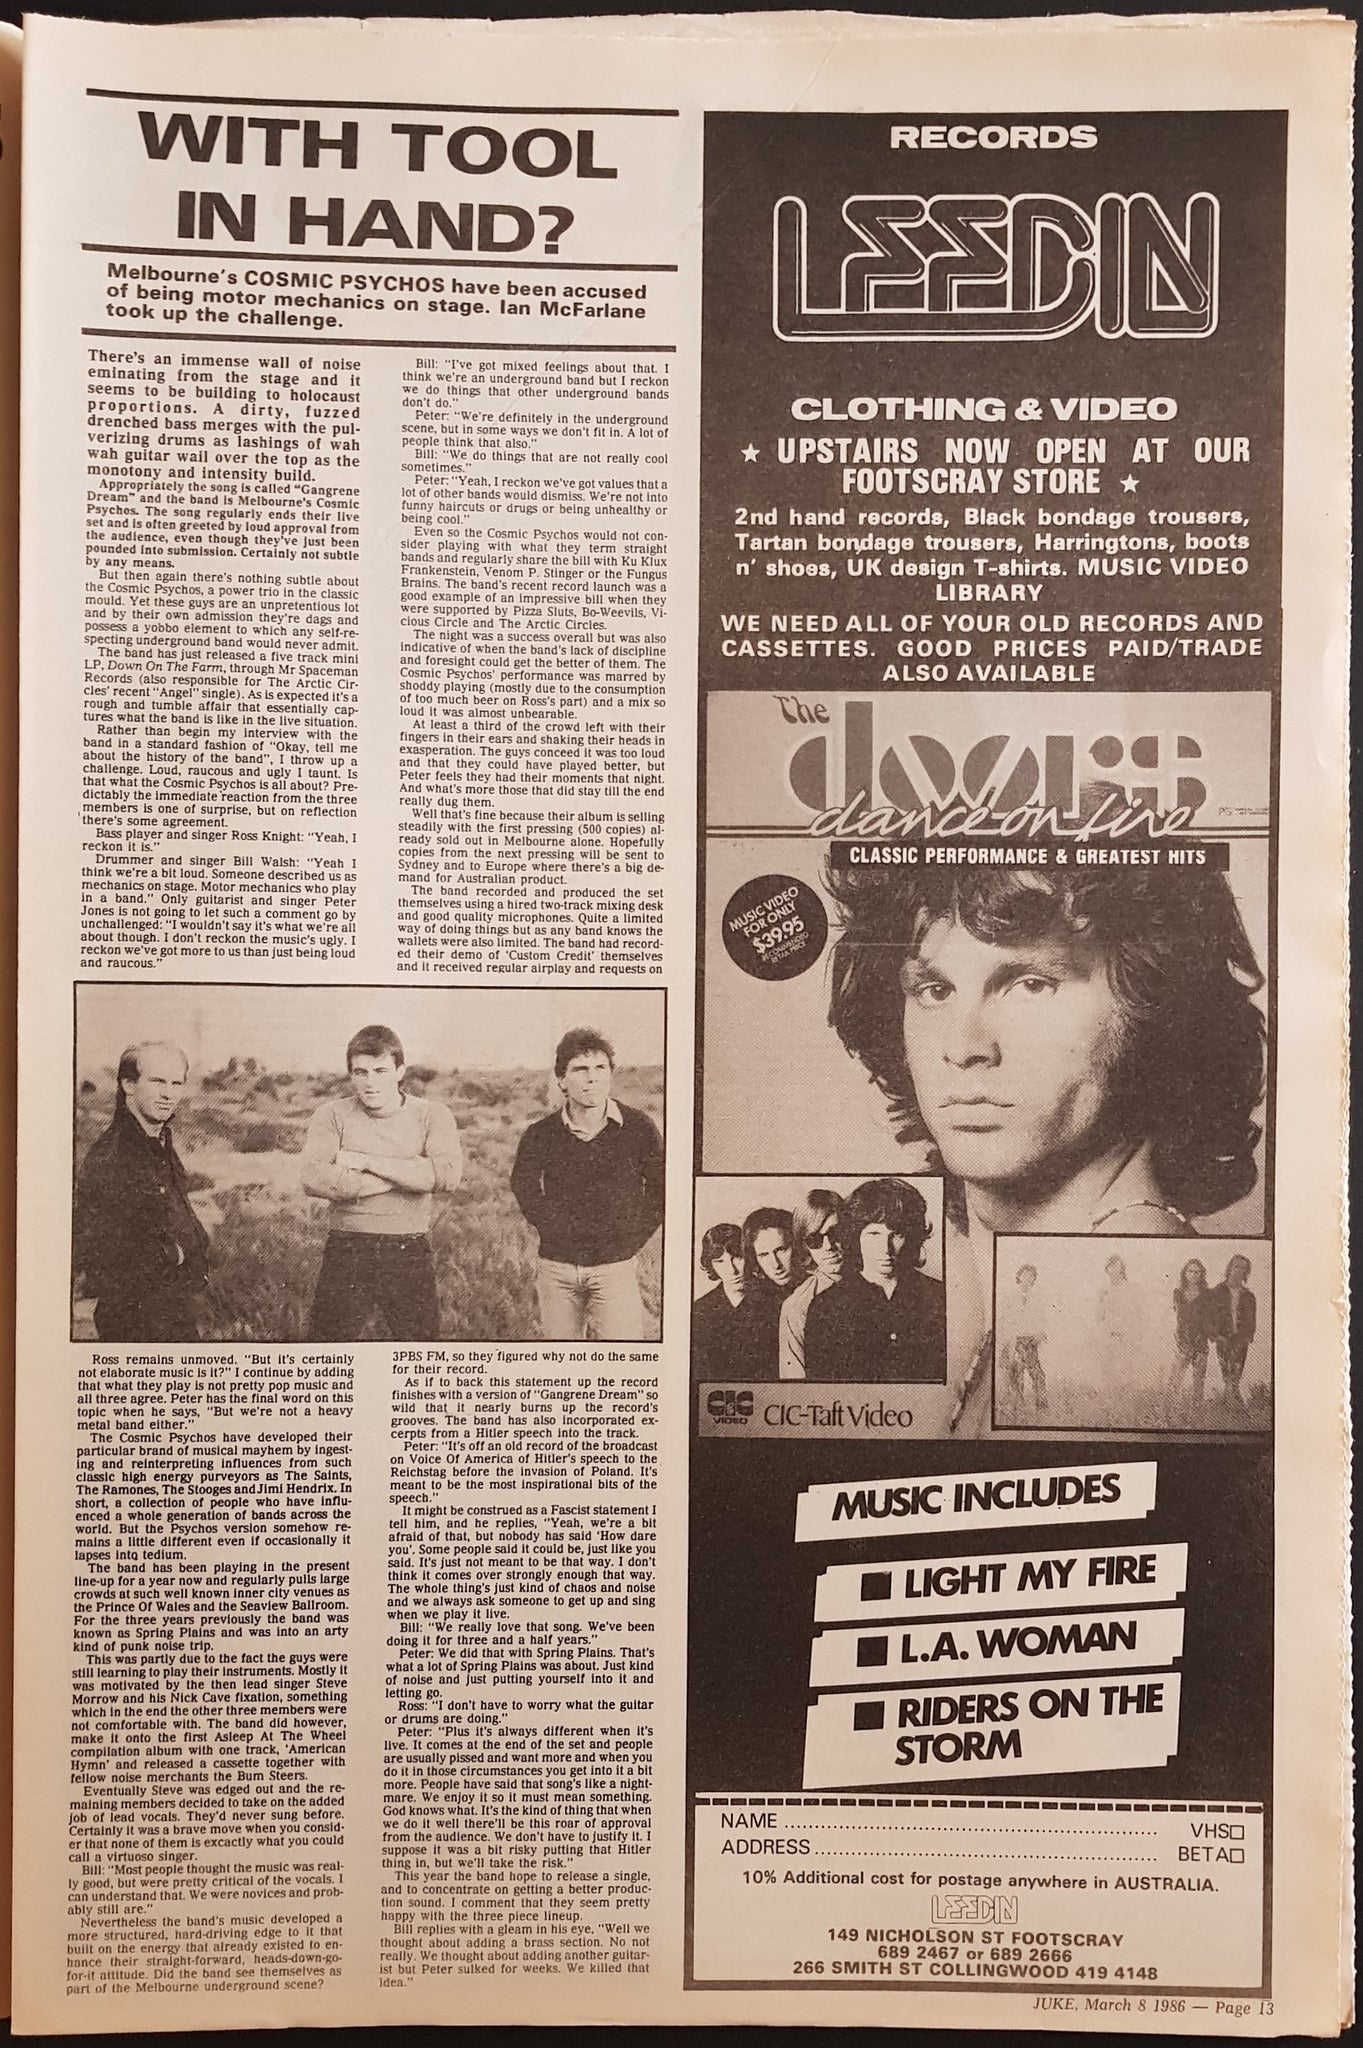 WITH TOOL
IN HAND?
Melbourne's COSMIC PSYCHOS have been accused
of being motor mechanics on stage. Ian McFarlane
took up the challenge.
There's an immense wall of noise
eminating from the stage and it
seems to be building to holocaust
proportions. A dirty, fuzzed
drenched bass merges with the pul-
verizing drums as lashings of wah
wah guitar wail over the top as the
monotony and intensity build.
Appropriately the song is called "Gangrene
Dream" and the band is Melbourne's Cosmic
Psychos. The song regularly ends their live
set and is often greeted by loud approval from
the audience, even though they've just been
pounded into submission. Certainly not subtle
by any means.
But then again there's nothing subtle about
the Cosmic Psychos, a power trio in the classic
mould. Yet these guys are an unpretentious lot
and by their own admission they're dags and
possess a yobbo element to which any self-re-
specting underground band would never admit.
The band has just released a five track mini
LP, Down On The Farm, through Mr Spaceman
Records (also responsible for The Arctic Cir-
cles' recent "Angel" single). As is expected it's a
rough and tumble affair that essentially cap-
tures what the band is like in the live situation.
Rather than begin my interview with the
band in a standard fashion of "Okay, tell me
about the history of the band", I throw up a
challenge. Loud, raucous and ugly I taunt. Is
that what the Cosmic Psychos is all about? Pre-
dictably the immediate reaction from the three
members is one of surprise, but on reflection
there's some agreement.
Bass player and singer Ross Knight: "Yeah, I
reckon it is."
Drummer and singer Bill Walsh: "Yeah I
think we're a bit loud. Someone described us as
mechanics on stage. Motor mechanics who play
in a band." Only guitarist and singer Peter
Jones is not going to let such a comment go by
unchallenged: "I wouldn't say it's what we're all
about though. I don't reckon the music's ugly. I
reckon we've got more to us than just being loud
and raucous."
Ross remains unmoved. "But it's certainly
not elaborate music is it?" I continue by adding
that what they play is not pretty pop music and
all three agree. Peter has the final word on this
topic when he says, "But we're not a heavy
metal band either."
The Cosmic Psychos have developed their
particular brand of musical mayhem by ingest-
ing and reinterpreting influences from such
classic high energy purveyors as The Saints,
The Ramones, The Stooges and Jimi Hendrix. In
short, a collection of people who have influ-
enced a whole generation of bands across the
world. But the Psychos version somehow re-
mains a little different even if occasionally it
lapses into tedium.
The band has been playing in the present
line-up for a year now and regularly pulls large
crowds at such well known inner city venues as
the Prince Of Wales and the Seaview Ballroom.
For the three years previously the band was
known as Spring Plains and was into an arty
kind of punk noise trip.
This was partly due to the fact the guys were
still learning to play their instruments. Mostly it
was motivated by the then lead singer Steve
Morrow and his Nick Cave fixation, something
which in the end the other three members were
not comfortable with. The band did however,
make it onto the first Asleep At The Wheel
compilation album with one track, 'American
Hymn' and released a cassette together with
fellow noise merchants the Bum Steers.
Eventually Steve was edged out and the re-
maining members decided to take on the added
job of lead vocals. They'd never sung before.
Certainly it was a brave move when you consid-
er that none of them is excactly what you could
call a virtuoso singer.
Bill: "Most people thought the music was real-
ly good, but were pretty critical of the vocals. I
can understand that. We were novices and prob-
ably still are."
Nevertheless the band's music developed a
more structured, hard-driving edge to it that
built on the energy that already existed to en-
hance their straight-forward, heads-down-go-
for-it attitude. Did the band see themselves as
part of the Melbourne underground scene?
Bill: "I've got mixed feelings about that. I
think we're an underground band but I reckon
we do things that other underground bands
don't do."
Peter: "We're definitely in the underground
scene, but in some ways we don't fit in. A lot of
people think that also."
Bill: "We do things that are not really cool
sometimes."
Peter: "Yeah, I reckon we've got values that a
lot of other bands would dismiss. We're not into
funny haircuts or drugs or being unhealthy or
being cool."
Even so the Cosmic Psychos would not con-
sider playing with what they term straight
bands and regularly share the bill with Ku Klux
Frankenstein, Venom P. Stinger or the Fungus
Brains. The band's recent record launch was a
good example of an impressive bill when they
were supported by Pizza Sluts, Bo-Weevils, Vi-
cious Circle and The Arctic Circles.
The night was a success overall but was also
indicative of when the band's lack of discipline
and foresight could get the better of them. The
Cosmic Psychos' performance was marred by
shoddy playing (mostly due to the consumption
of too much beer on Ross's part) and a mix so
loud it was almost unbearable.
At least a third of the crowd left with their
fingers in their ears and shaking their heads in
exasperation. The guys conceed it was too loud
and that they could have played better, but
Peter feels they had their moments that night.
And what's more those that did stay till the end
really dug them.
Well that's fine because their album is selling
steadily with the first pressing (500 copies) al-
ready sold out in Melbourne alone. Hopefully
copies from the next pressing will be sent to
Sydney and to Europe where there's a big de-
mand for Australian product.
The band recorded and produced the set
themselves using a hired two-track mixing desk
and good quality microphones. Quite a limited
way of doing things but as any band knows the
wallets were also limited. The band had record-
ed their demo of 'Custom Credit' themselves
and it received regular airplay and requests on
3PBS FM, so they figured why not do the same
for their record.
As if to back this statement up the record
finishes with a version of "Gangrene Dream" so
wild that it nearly burns up the record's
grooves. The band has also incorporated ex-
cerpts from a Hitler speech into the track.
Peter: "It's off an old record of the broadcast
on Voice Of America of Hitler's speech to the
Reichstag before the invasion of Poland. It's
meant to be the most inspirational bits of the
speech."
It might be construed as a Fascist statement I
tell him, and he replies, "Yeah, we're a bit
afraid of that, but nobody has said 'How dare
you'. Some people said it could be, just like you
said. It's just not meant to be that way. I don't
think it comes over strongly enough that way.
The whole thing's just kind of chaos and noise
and we always ask someone to get up and sing
when we play it live.
Bill: "We really love that song. We've been
doing it for three and a half years."
Peter: We did that with Spring Plains. That's
what a lot of Spring Plains was about. Just kind
of noise and just putting yourself into it and
letting go.
Ross: "I don't have to worry what the guitar
or drums are doing."
Peter: "Plus it's always different when it's
live. It comes at the end of the set and people
are usually pissed and want more and when you
do it in those circumstances you get into it a bit
more. People have said that song's like a night-
mare. We enjoy it so it must mean something.
God knows what. It's the kind of thing that when
we do it well there'll be this roar of approval
from the audience. We don't have to justify it. I
suppose it was a bit risky putting that Hitler
thing in, but we'll take the risk."
This year the band hope to release a single,
and to concentrate on getting a better produc-
tion sound. I comment that they seem pretty
happy with the three piece lineup.
Bill replies with a gleam in his eye, "Well we
thought about adding a brass section. No not
really. We thought about adding another guitar-
ist but Peter sulked for weeks. We killed that
idea."
RECORDS
LEEDIN
CLOTHING & VIDEO
★ UPSTAIRS NOW OPEN AT OUR
FOOTSCRAY STORE ★
2nd hand records, Black bondage trousers,
Tartan bondage trousers, Harringtons, boots
n' shoes, UK design T-shirts. MUSIC VIDEO
LIBRARY
WE NEED ALL OF YOUR OLD RECORDS AND
CASSETTES. GOOD PRICES PAID/TRADE
ALSO AVAILABLE
The
doors
dance on fire
CLASSIC PERFORMANCE & GREATEST HITS
MUSIC VIDEO
FOR ONLY
$39.95
RECOMMENDED
RETAIL PRICE
CIC
VIDEO
CIC-Taft Video
MUSIC INCLUDES
■ LIGHT MY FIRE
■ L.A. WOMAN
■ RIDERS ON THE
STORM
NAME ........ VHS□
ADDRESS ........ BETA□
10% Additional cost for postage anywhere in AUSTRALIA.
LEEDIN
149 NICHOLSON ST FOOTSCRAY
689 2467 or 689 2666
266 SMITH ST COLLINGWOOD 419 4148
JUKE, March 8 1986 — Page 13